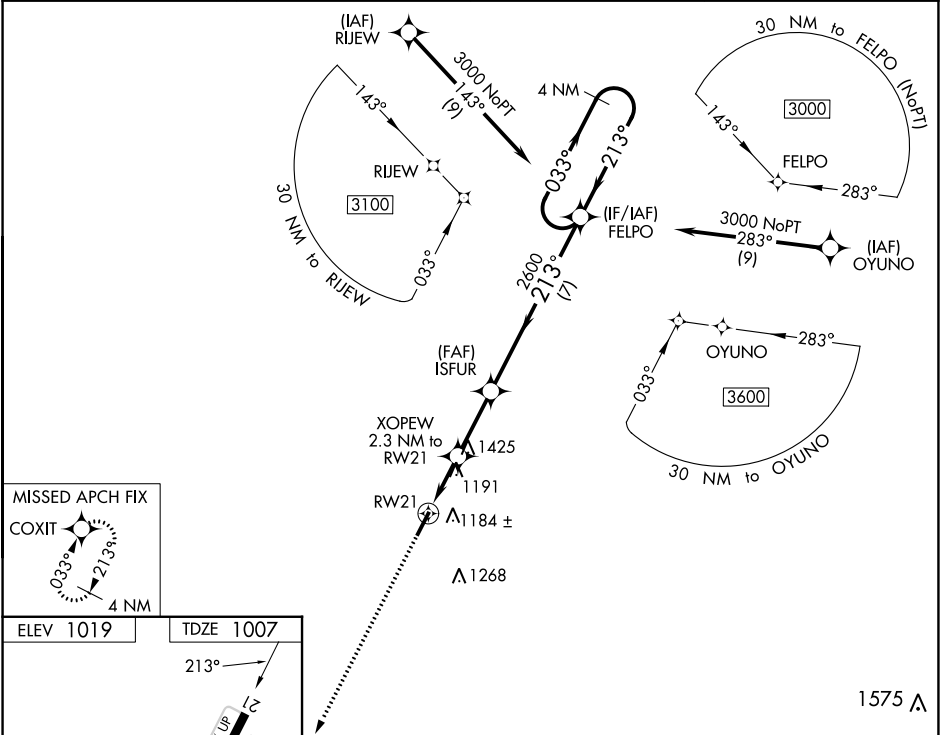 (IAF)
RIJEW
3000 NoPT
143°
(9)
4 NM
033°
213°
30 NM to FELPO (NoPT)
3000
143°
FELPO
283°
143°
RIJEW
3100
033°
30 NM to RIJEW
(IF/IAF)
FELPO
3000 NoPT
283°
(9)
(IAF)
OYUNO
2600
213°
(7)
OYUNO
283°
033°
3600
30 NM to OYUNO
(FAF)
ISFUR
XOPEW
2.3 NM to
RW21
1425
1191
RW21
1184 ±
1268
MISSED APCH FIX
COXIT
033°
213°
4 NM
ELEV 1019
TDZE 1007
213°
21
UP
1575